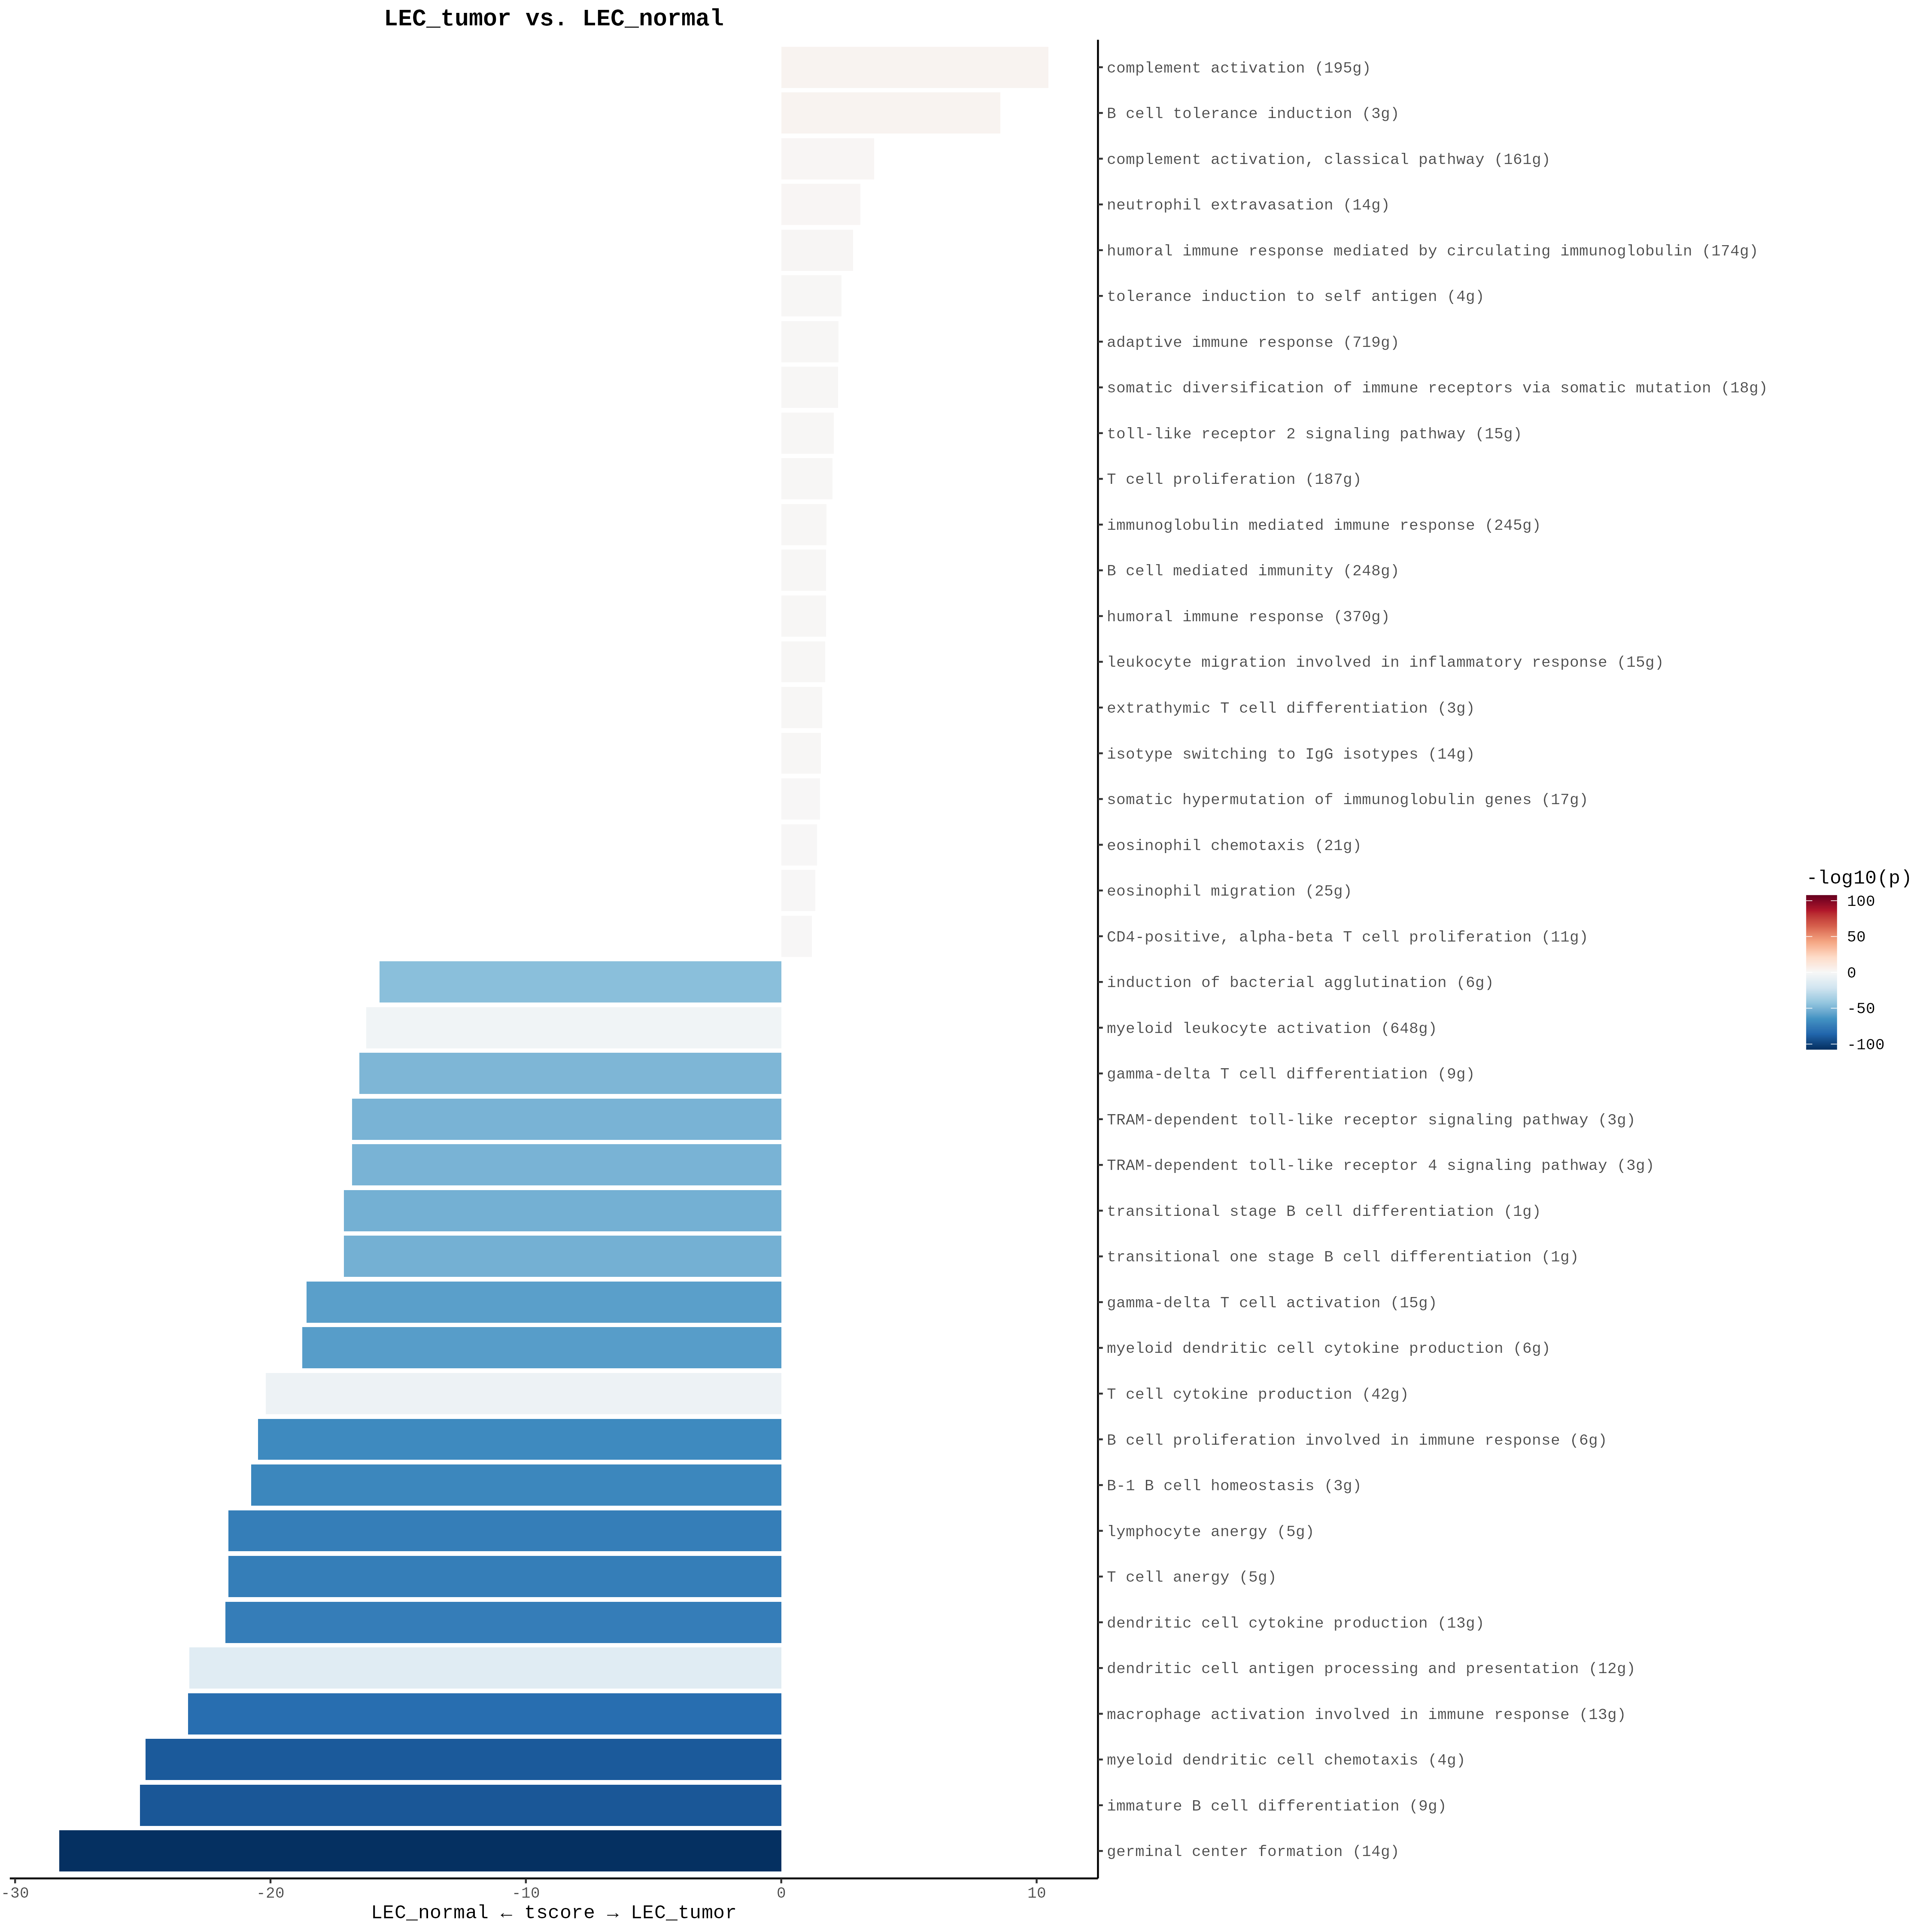 LEC_tumor vs. LEC_normal
complement activation (195g)
B cell tolerance induction (3g)
complement activation, classical pathway (161g)
neutrophil extravasation (14g)
humoral immune response mediated by circulating immunoglobulin (174g)
tolerance induction to self antigen (4g)
adaptive immune response (719g)
somatic diversification of immune receptors via somatic mutation (18g)
toll-like receptor 2 signaling pathway (15g)
T cell proliferation (187g)
immunoglobulin mediated immune response (245g)
B cell mediated immunity (248g)
humoral immune response (370g)
leukocyte migration involved in inflammatory response (15g)
extrathymic T cell differentiation (3g)
isotype switching to IgG isotypes (14g)
somatic hypermutation of immunoglobulin genes (17g)
eosinophil chemotaxis (21g)
eosinophil migration (25g)
CD4-positive, alpha-beta T cell proliferation (11g)
induction of bacterial agglutination (6g)
myeloid leukocyte activation (648g)
gamma-delta T cell differentiation (9g)
TRAM-dependent toll-like receptor signaling pathway (3g)
TRAM-dependent toll-like receptor 4 signaling pathway (3g)
transitional stage B cell differentiation (1g)
transitional one stage B cell differentiation (1g)
gamma-delta T cell activation (15g)
myeloid dendritic cell cytokine production (6g)
T cell cytokine production (42g)
B cell proliferation involved in immune response (6g)
B-1 B cell homeostasis (3g)
lymphocyte anergy (5g)
T cell anergy (5g)
dendritic cell cytokine production (13g)
dendritic cell antigen processing and presentation (12g)
macrophage activation involved in immune response (13g)
myeloid dendritic cell chemotaxis (4g)
immature B cell differentiation (9g)
germinal center formation (14g)
-30 -20 -10 0 10
LEC_normal ← tscore → LEC_tumor
-log10(p)
100
50
0
-50
-100